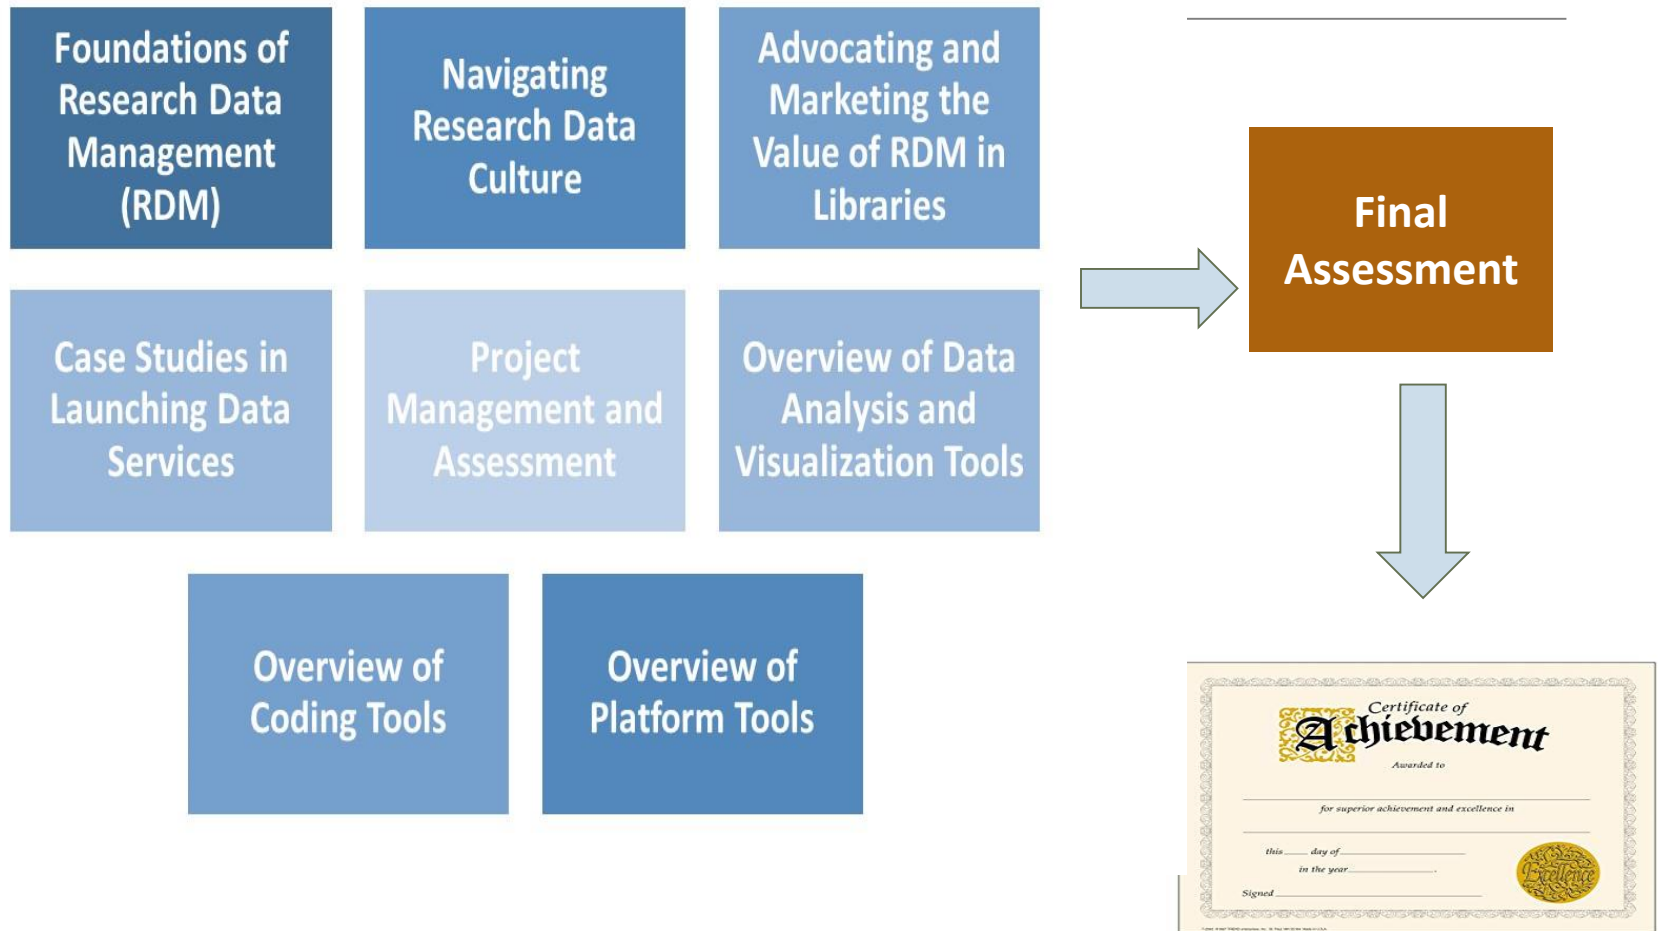 Foundations of
Research Data
Management
(RDM)
Navigating
Research Data
Culture
Advocating and
Marketing the
Value of RDM in
Libraries
Case Studies in
Launching Data
Services
Project
Management and
Assessment
Overview of Data
Analysis and
Visualization Tools
Overview of
Coding Tools
Overview of
Platform Tools
Final
Assessment
Certificate of
Achievement
Awarded to
for superior achievement and excellence in
this day of
in the year
Signed
Excellence